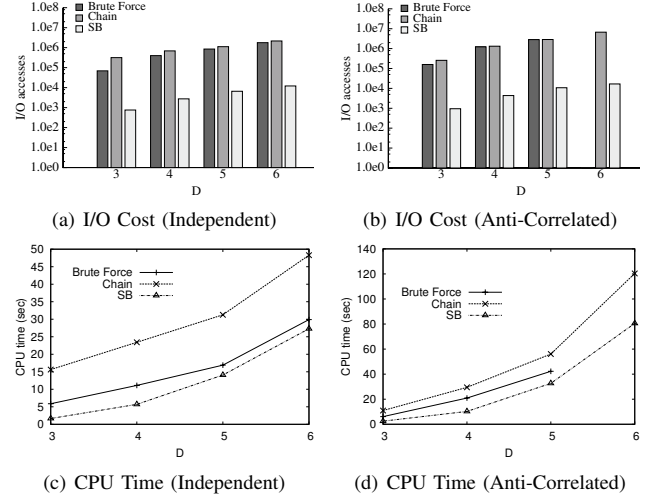 Brute Force
Chain
SB
I/O accesses
1.0e8
1.0e7
1.0e6
1.0e5
1.0e4
1.0e3
1.0e2
1.0e1
1.0e0
3 4 5 6
D
(a) I/O Cost (Independent)
Brute Force
Chain
SB
I/O accesses
1.0e8
1.0e7
1.0e6
1.0e5
1.0e4
1.0e3
1.0e2
1.0e1
1.0e0
3 4 5 6
D
(b) I/O Cost (Anti-Correlated)
Brute Force
Chain
SB
CPU time (sec)
50
45
40
35
30
25
20
15
10
5
0
3 4 5 6
D
(c) CPU Time (Independent)
Brute Force
Chain
SB
CPU time (sec)
140
120
100
80
60
40
20
0
3 4 5 6
D
(d) CPU Time (Anti-Correlated)